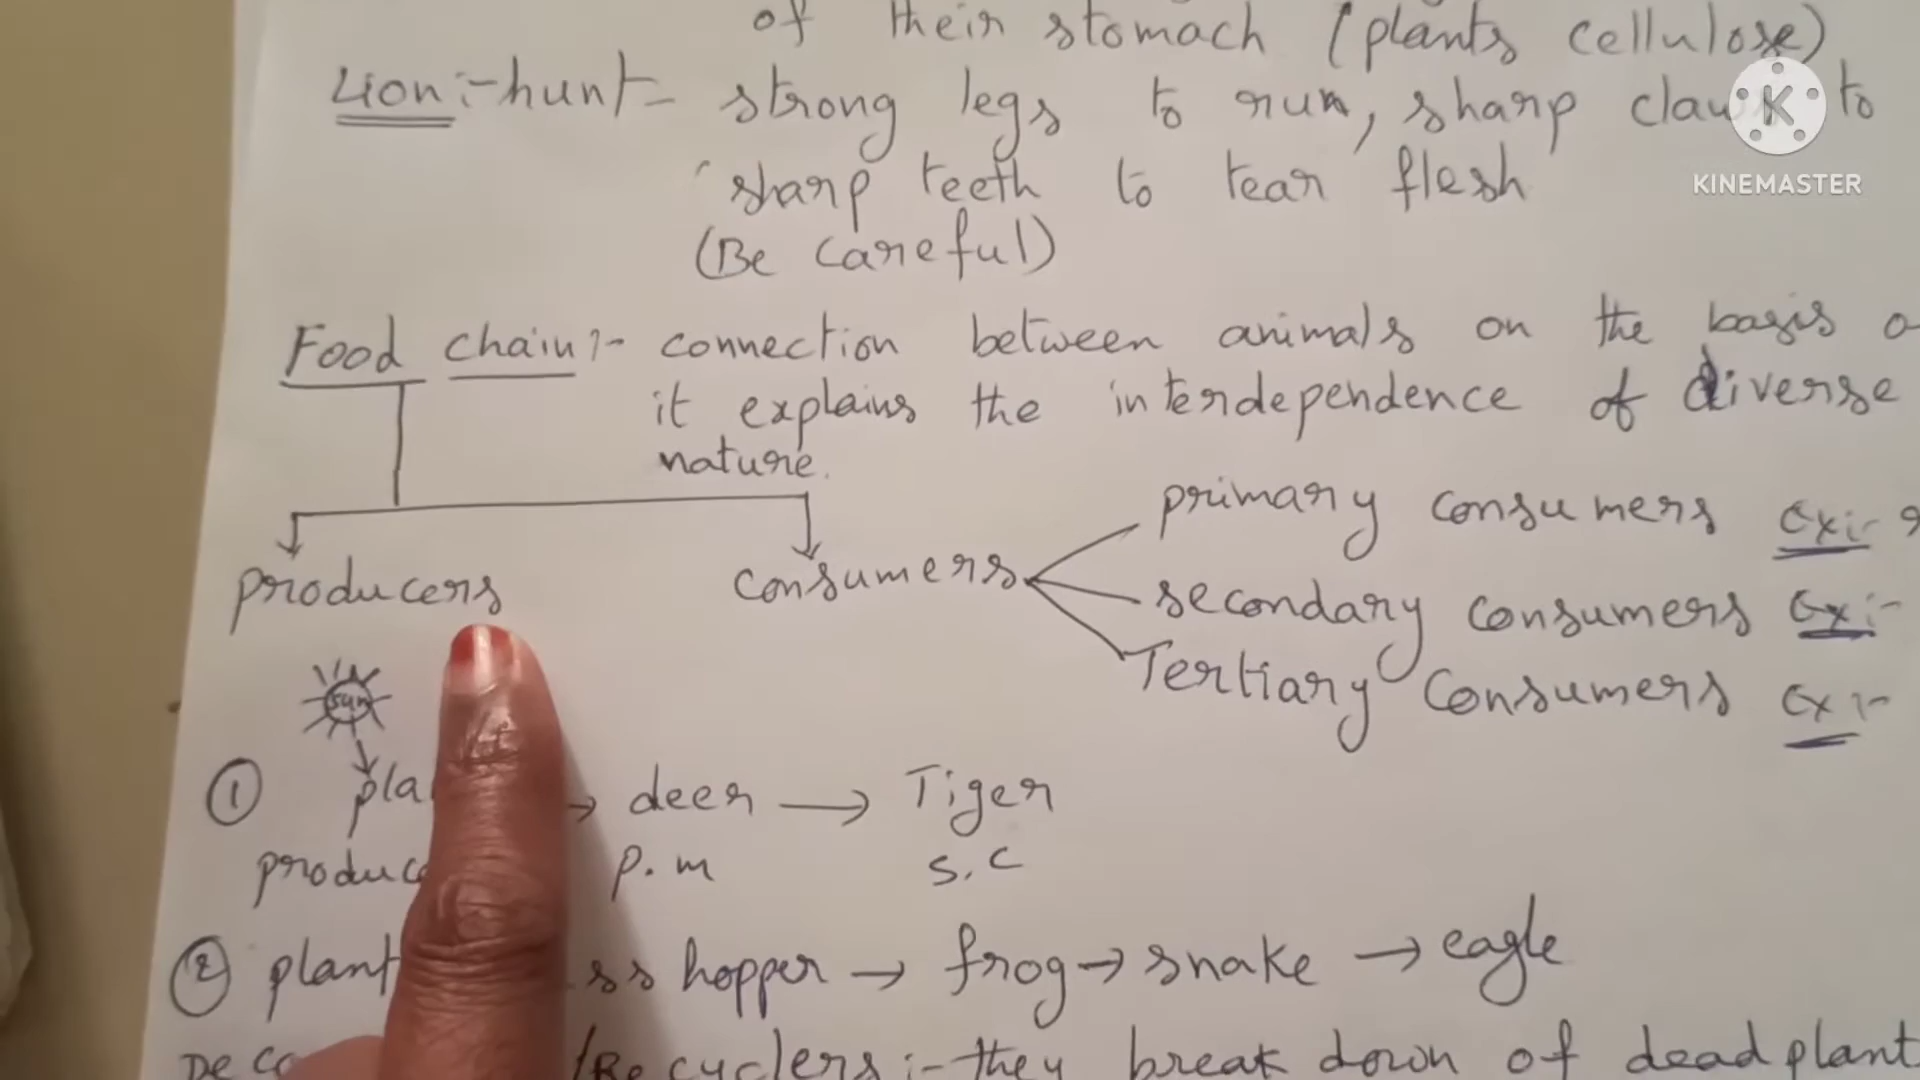 of their stomach (plants cellulose)
Lion :- hunt - strong legs to run, sharp claws to
sharp teeth to tear flesh
(Be careful)
Food chain :- connection between animals on the basis
it explains the interdependence of diverse
nature.
producers
consumers
primary consumers Ex:-
secondary consumers Ex:-
Tertiary consumers Ex:-
sun
① → deer → Tiger
p.m
s.c
② plant hopper → frog → snake → eagle
they break down of dead plant
KINEMASTER